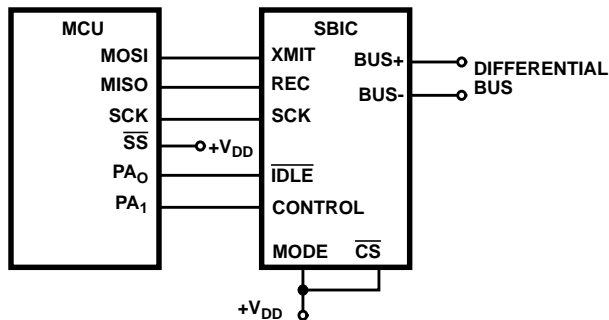 MCU
SBIC
MOSI
XMIT
BUS+
DIFFERENTIAL
BUS
MISO
REC
BUS-
SCK
SCK
SS
+VDD
PA0
IDLE
PA1
CONTROL
MODE
CS
+VDD